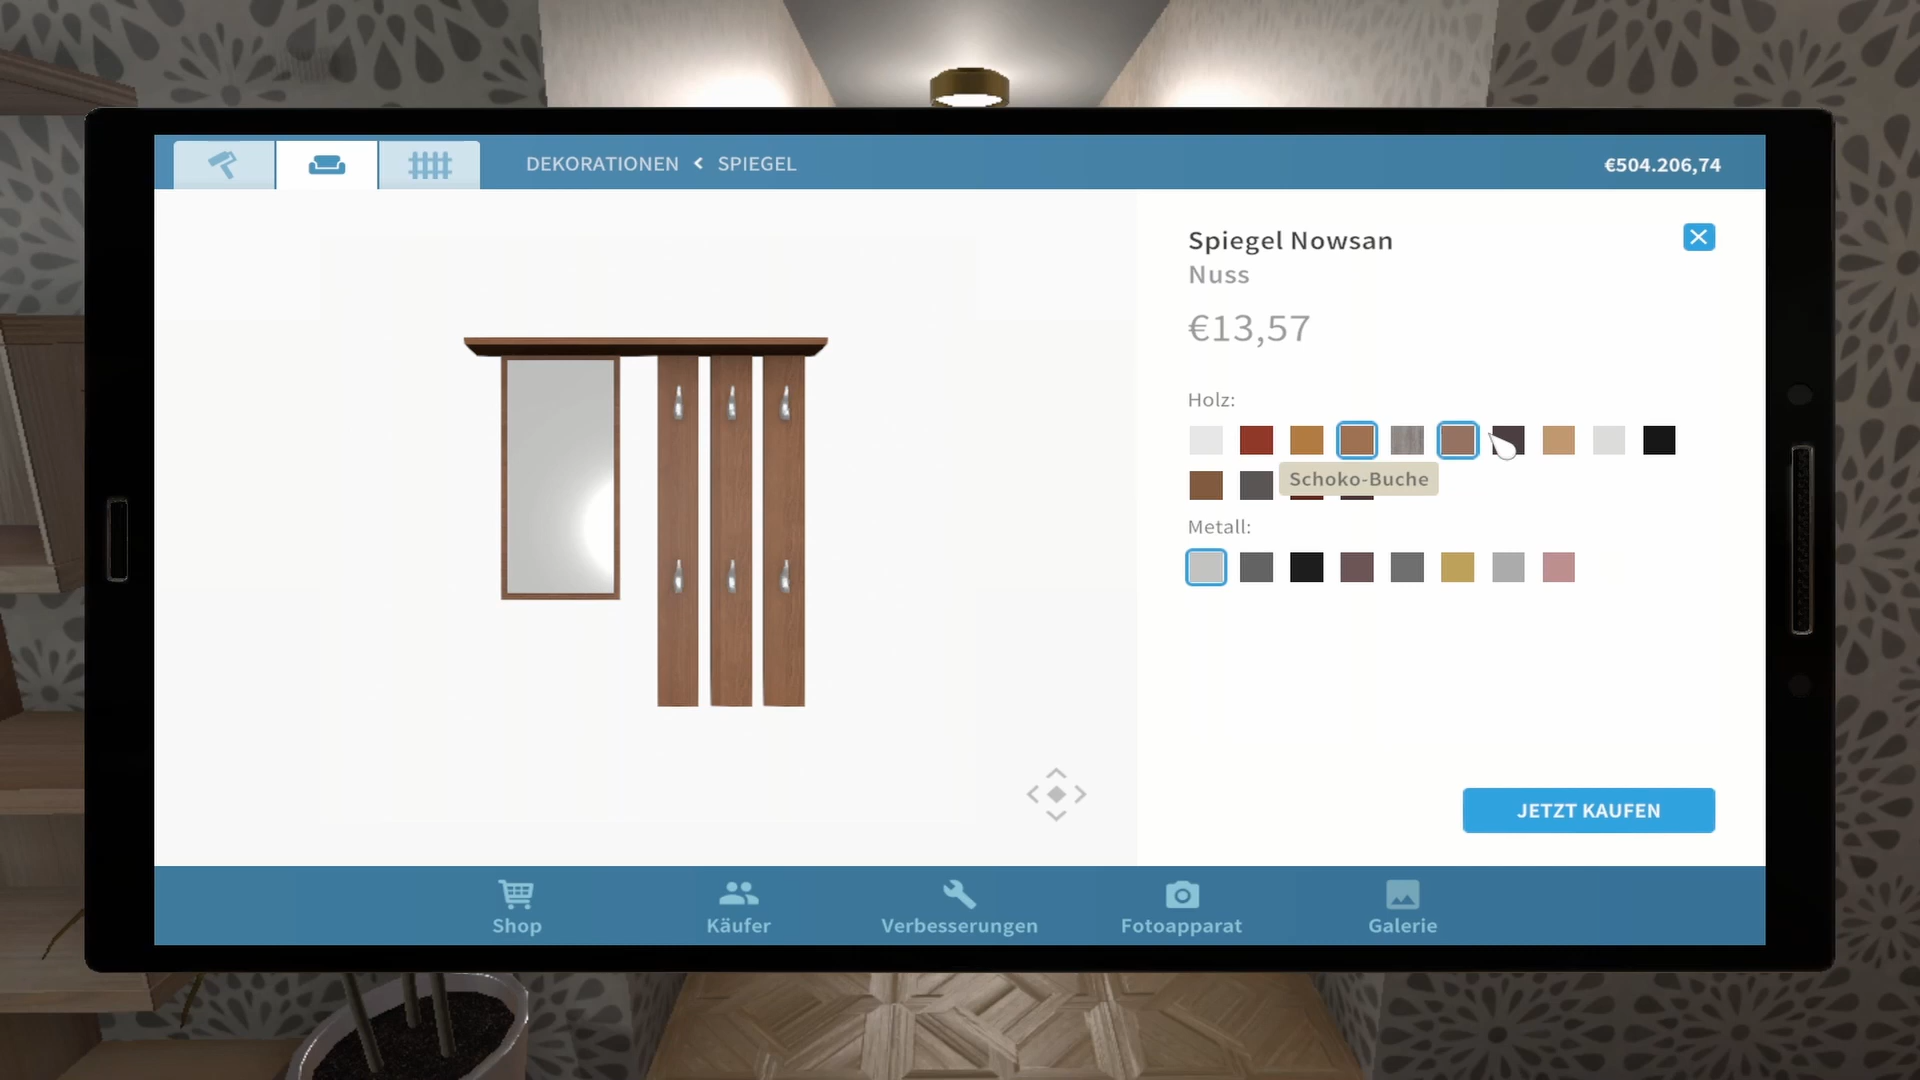 DEKORATIONEN < SPIEGEL
€504.206,74
Spiegel Nowsan
Nuss
€13,57
Holz:
Schoko-Buche
Metall:
JETZT KAUFEN
Shop
Käufer
Verbesserungen
Fotoapparat
Galerie